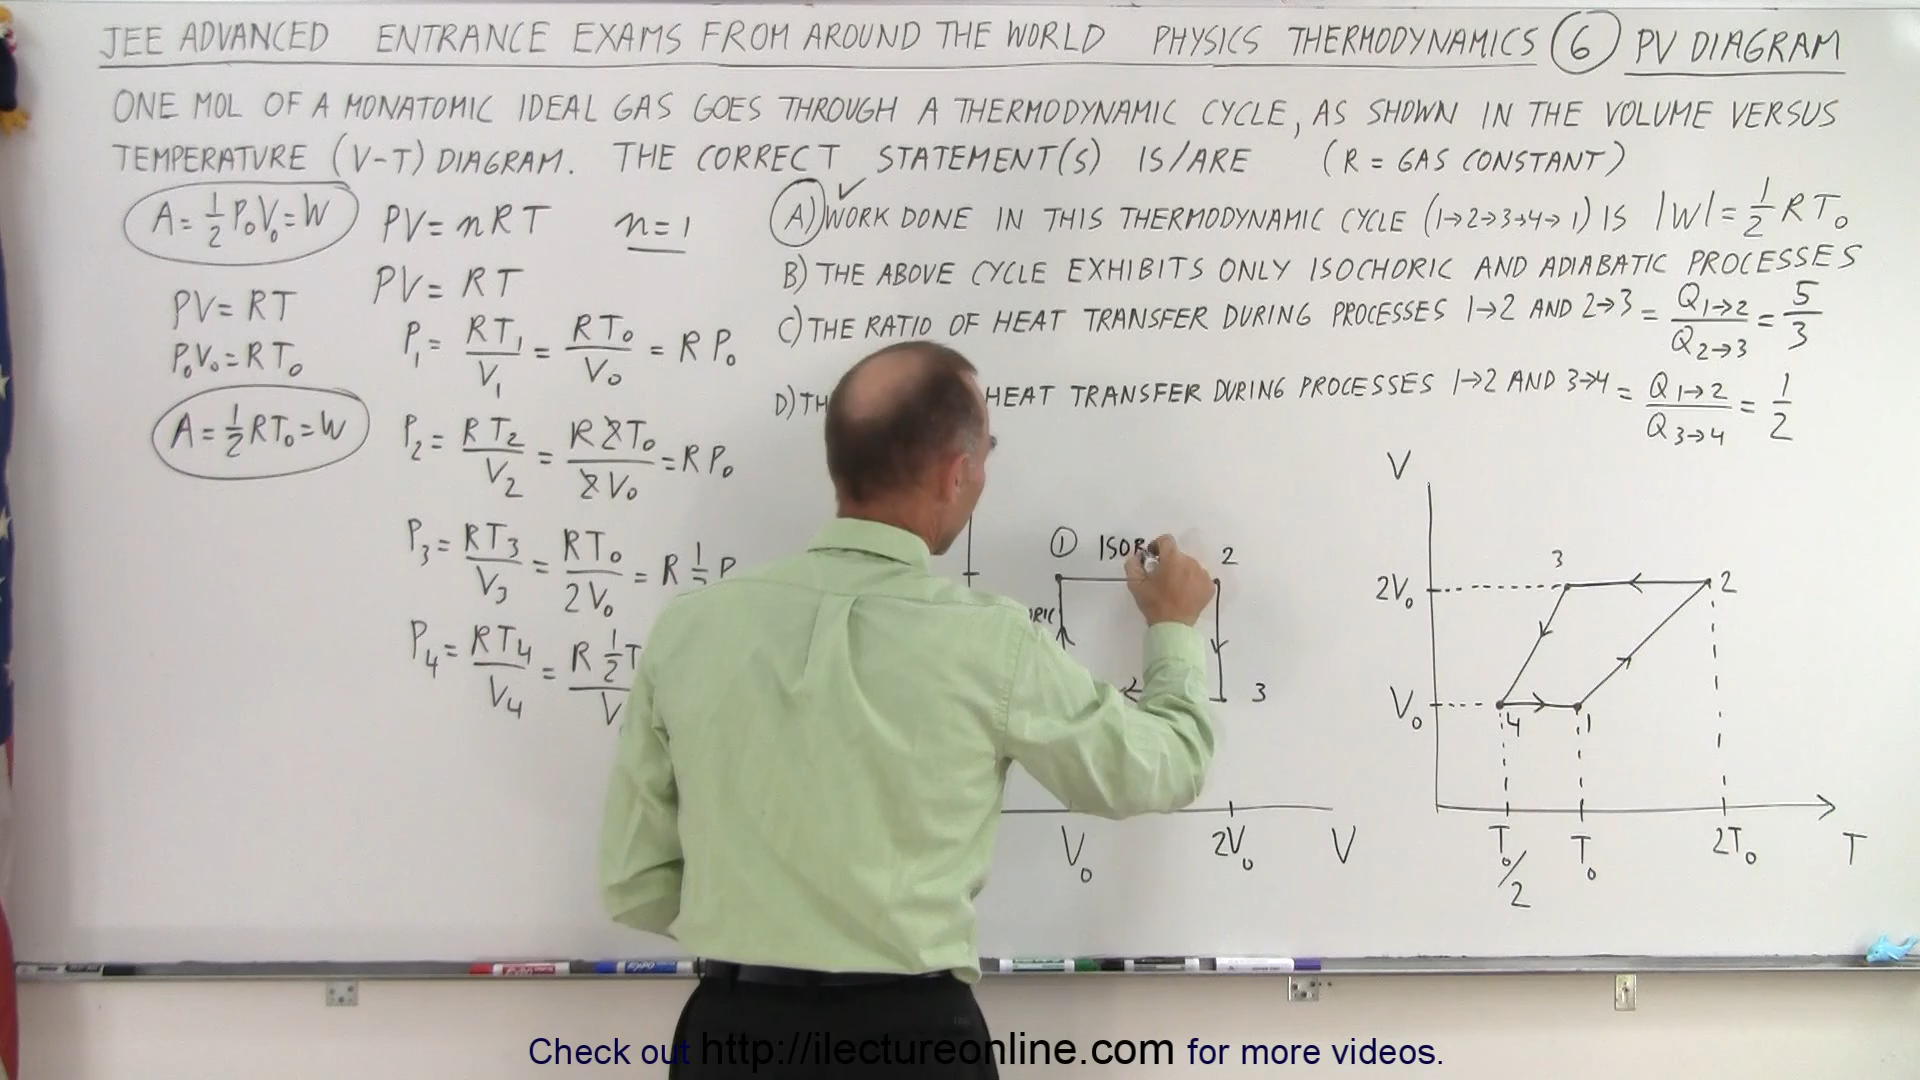 JEE ADVANCED ENTRANCE EXAMS FROM AROUND THE WORLD PHYSICS THERMODYNAMICS 6 PV DIAGRAM
ONE MOL OF A MONATOMIC IDEAL GAS GOES THROUGH A THERMODYNAMIC CYCLE, AS SHOWN IN THE VOLUME VERSUS
TEMPERATURE (V-T) DIAGRAM. THE CORRECT STATEMENT(S) IS/ARE (R = GAS CONSTANT)
A = 1/2 P₀V₀ = W
PV = nRT n = 1
PV = RT
PV = RT
P₀V₀ = RT₀
A = 1/2 RT₀ = W
P₁ = RT₁/V₁ = RT₀/V₀ = R P₀
P₂ = RT₂/V₂ = R2T₀/2V₀ = R P₀
P₃ = RT₃/V₃ = RT₀/2V₀ = R 1/2 P
P₄ = RT₄/V₄ = R 1/2 T/V
A) ✓ WORK DONE IN THIS THERMODYNAMIC CYCLE (1→2→3→4→1) IS |W| = 1/2 RT₀
B) THE ABOVE CYCLE EXHIBITS ONLY ISOCHORIC AND ADIABATIC PROCESSES
C) THE RATIO OF HEAT TRANSFER DURING PROCESSES 1→2 AND 2→3 = Q₁→₂/Q₂→₃ = 5/3
D) HEAT TRANSFER DURING PROCESSES 1→2 AND 3→4 = Q₁→₂/Q₃→₄ = 1/2
1 ISOB 2
3
V₀ 2V₀ V
V
3 2
2V₀
V₀
4 1
T₀/2 T₀ 2T₀ T
Check out http://ilectureonline.com for more videos.